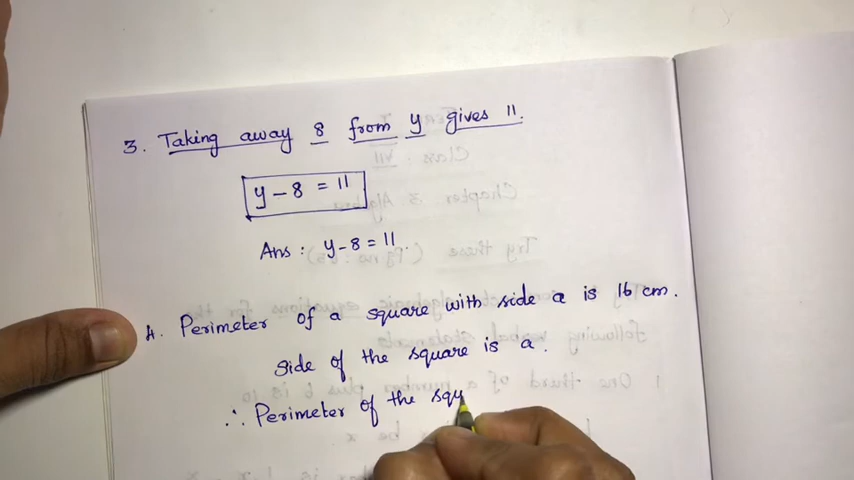 3. Taking away 8 from y gives 11.
y - 8 = 11
Ans : y - 8 = 11.
4. Perimeter of a square with side a is 16 cm.
Side of the square is a.
∴ Perimeter of the squ